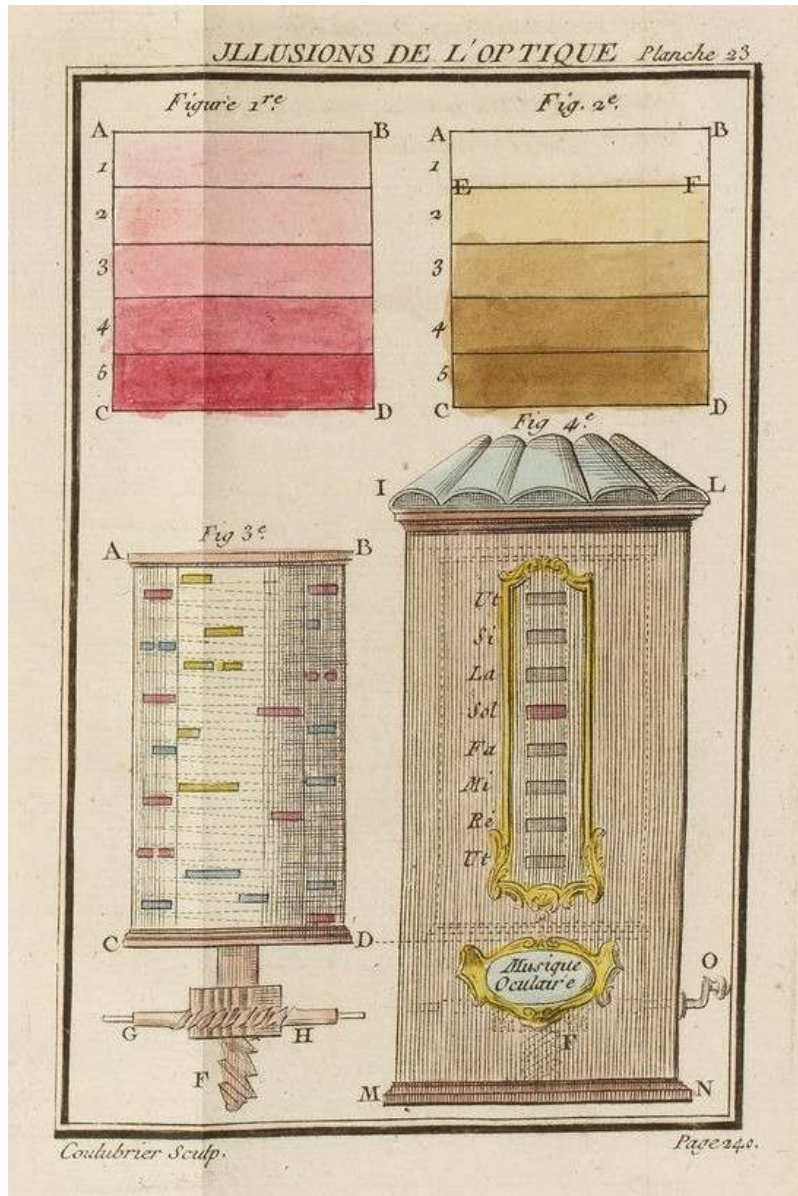 JLLUSIONS DE L'OPTIQUE Planche 23
Figure 1re.
A B
1
2
3
4
5
C D
Fig. 2e.
A B
1
E F
2
3
4
5
C D
Fig 3e.
A B
C D
G H
F
Fig 4e.
I L
Ut
Si
La
Sol
Fa
Mi
Re
Ut
Musique
Oculaire
O
F
M N
Coulubrier Sculp.
Page 240.